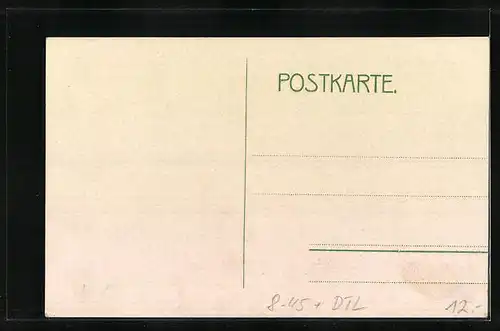 POSTKARTE.
8-45 + DTL 12.-